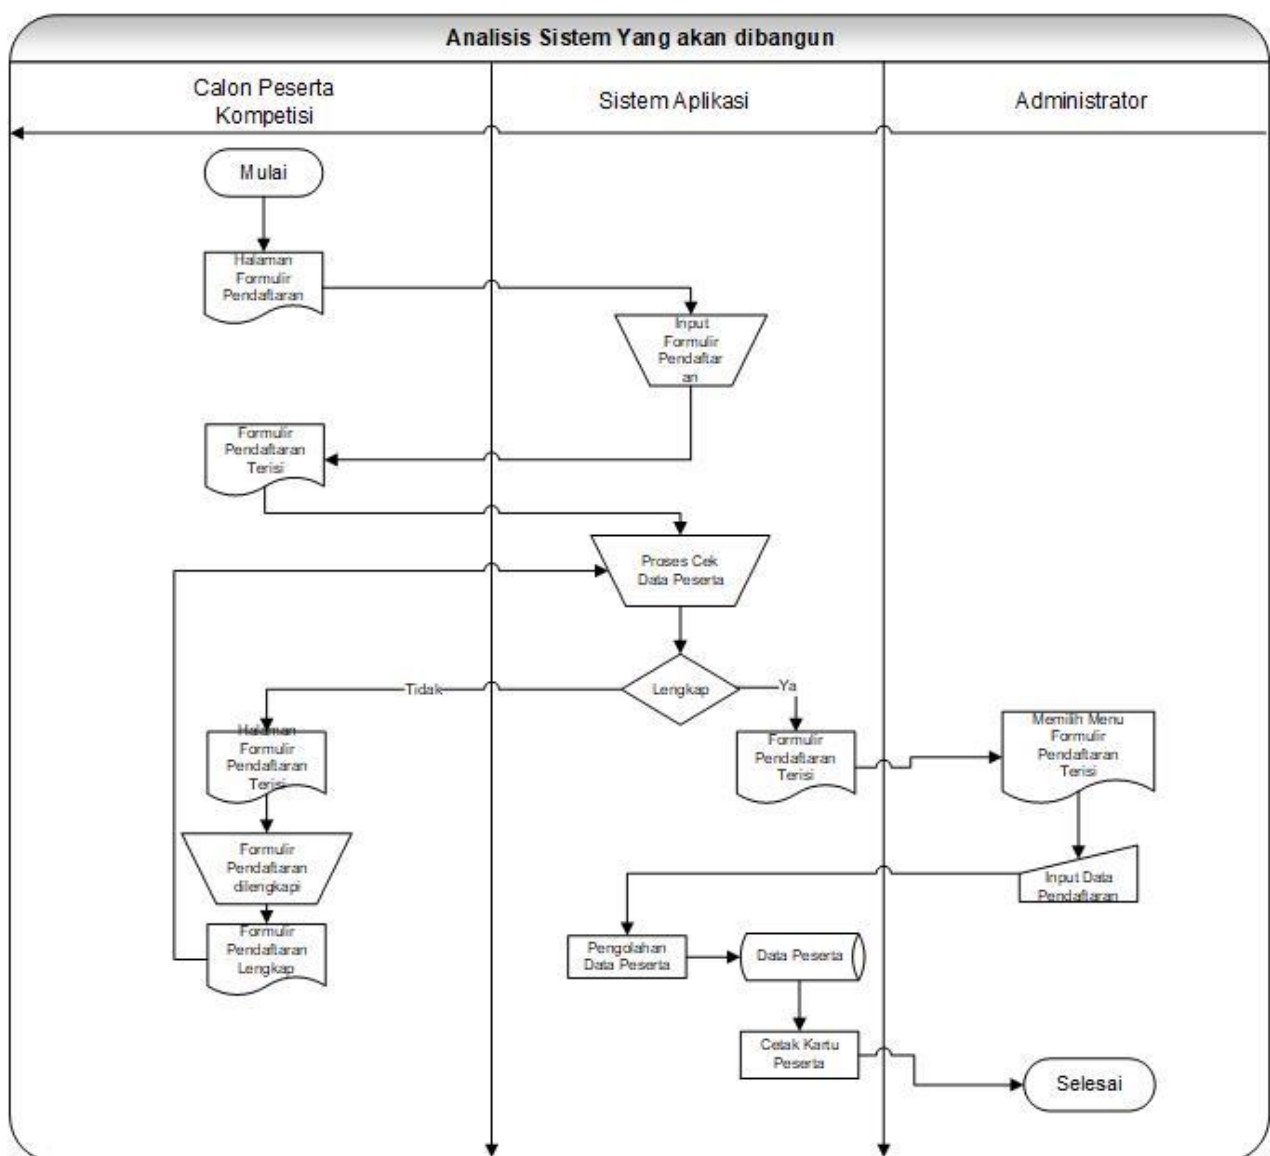 Analisis Sistem Yang akan dibangun
Calon Peserta
Kompetisi
Sistem Aplikasi
Administrator
Mulai
Halaman
Formulir
Pendaftaran
Input
Formulir
Pendaftar
an
Formulir
Pendaftaran
Terisi
Proses Cek
Data Peserta
Lengkap
Tidak
Ya
Halaman
Formulir
Pendaftaran
Terisi
Formulir
Pendaftaran
Terisi
Memilih Menu
Formulir
Pendaftaran
Terisi
Formulir
Pendaftaran
dilengkapi
Input Data
Pendaftaran
Formulir
Pendaftaran
Lengkap
Pengolahan
Data Peserta
Data Peserta
Cetak Kartu
Peserta
Selesai